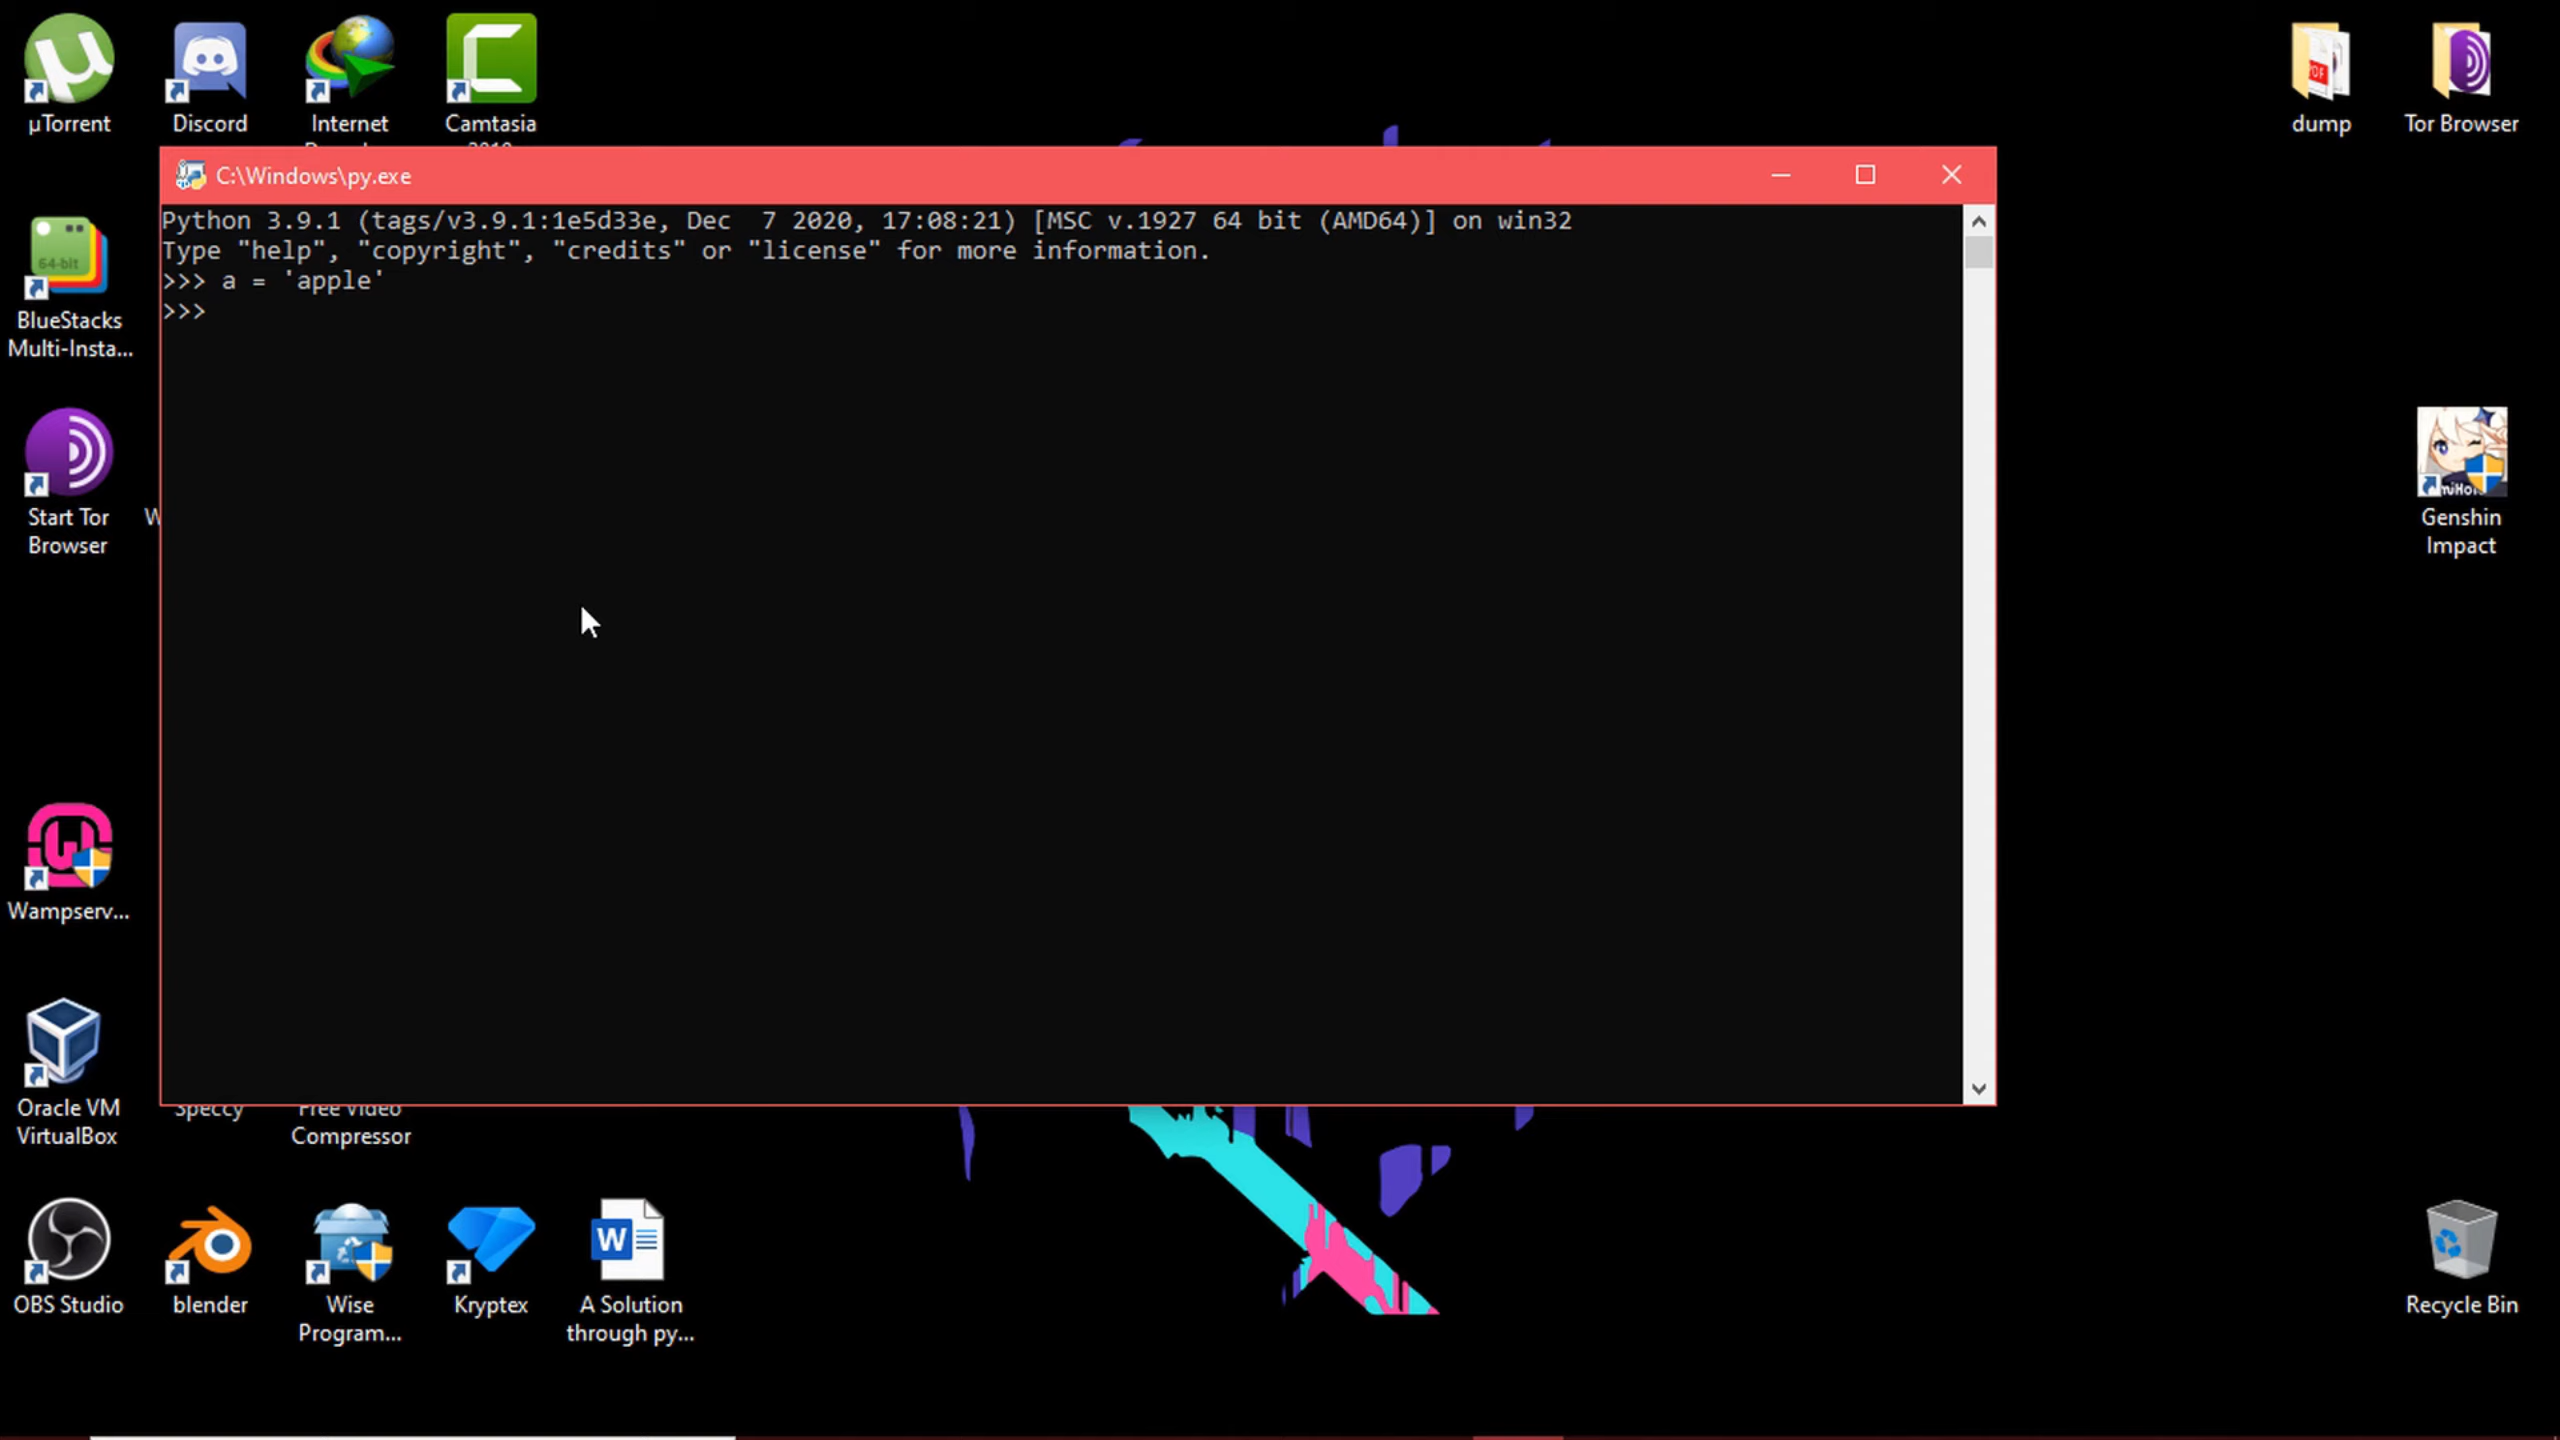 µTorrent
Discord
Internet
Camtasia
dump
Tor Browser
C:\Windows\py.exe
Python 3.9.1 (tags/v3.9.1:1e5d33e, Dec  7 2020, 17:08:21) [MSC v.1927 64 bit (AMD64)] on win32
Type "help", "copyright", "credits" or "license" for more information.
>>> a = 'apple'
>>>
64-bit
BlueStacks
Multi-Insta...
Start Tor
Browser
W
Genshin
Impact
Wampserv...
Oracle VM
VirtualBox
Speccy
Free Video
Compressor
OBS Studio
blender
Wise
Program...
Kryptex
W
A Solution
through py...
Recycle Bin